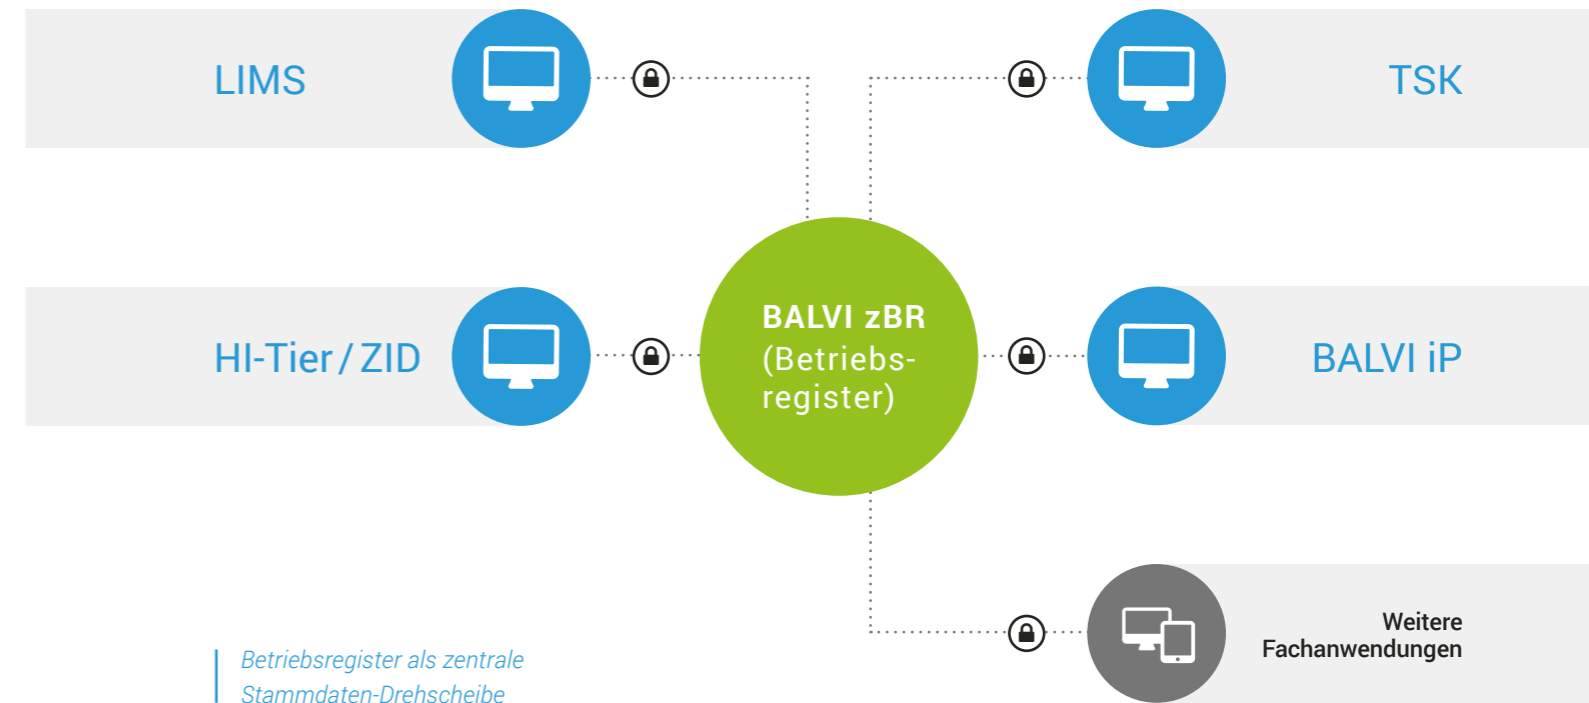 LIMS
TSK
HI-Tier / ZID
BALVI zBR
(Betriebs-
register)
BALVI iP
Weitere
Fachanwendungen
Betriebsregister als zentrale
Stammdaten-Drehscheibe